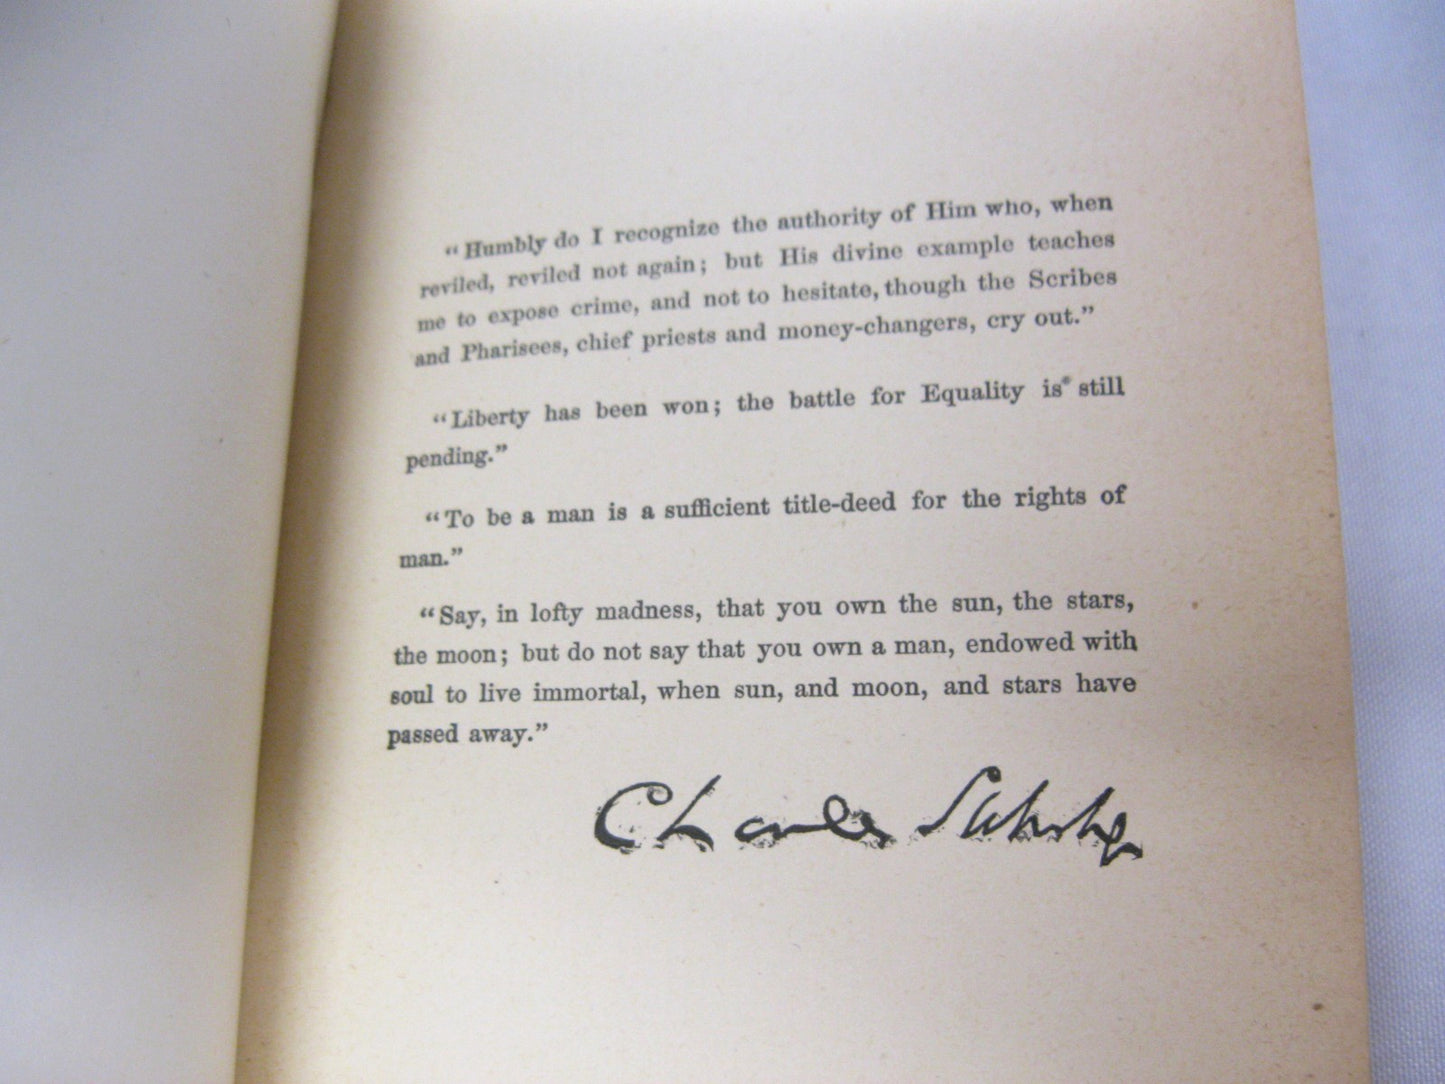 “Humbly do I recognize the authority of Him who, when
reviled, reviled not again; but His divine example teaches
me to expose crime, and not to hesitate, though the Scribes
and Pharisees, chief priests and money-changers, cry out.”
“Liberty has been won; the battle for Equality is still
pending.”
“To be a man is a sufficient title-deed for the rights of
man.”
“Say, in lofty madness, that you own the sun, the stars,
the moon; but do not say that you own a man, endowed with
soul to live immortal, when sun, and moon, and stars have
passed away.”
Charles